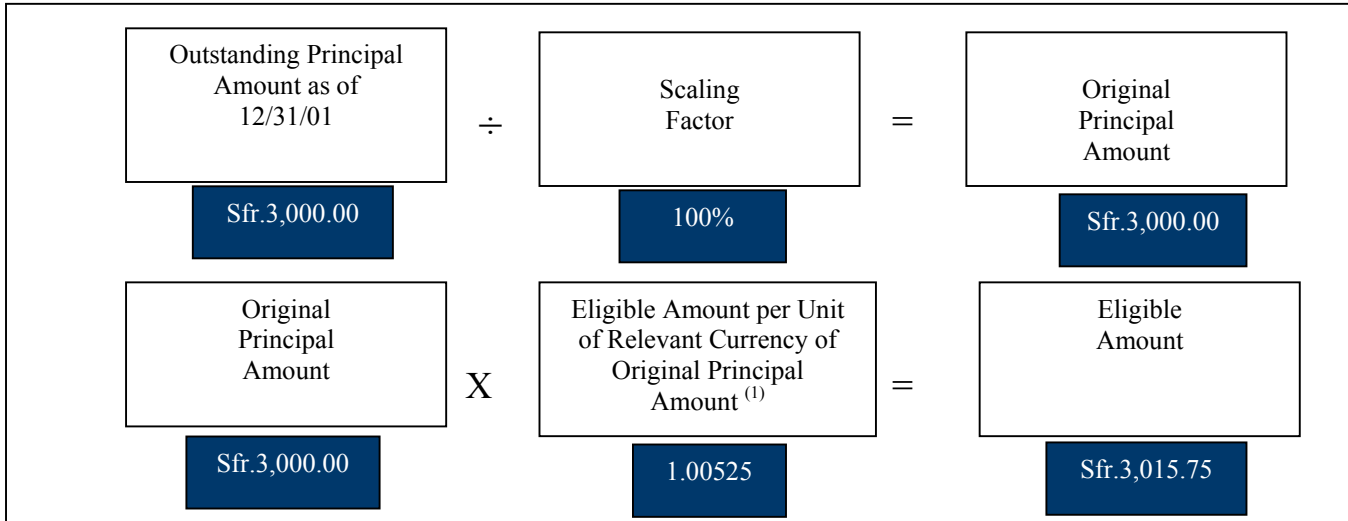 Outstanding Principal
Amount as of
12/31/01
÷
Scaling
Factor
=
Original
Principal
Amount
Sfr.3,000.00
100%
Sfr.3,000.00
Original
Principal
Amount
X
Eligible Amount per Unit
of Relevant Currency of
Original Principal
Amount (1)
=
Eligible
Amount
Sfr.3,000.00
1.00525
Sfr.3,015.75